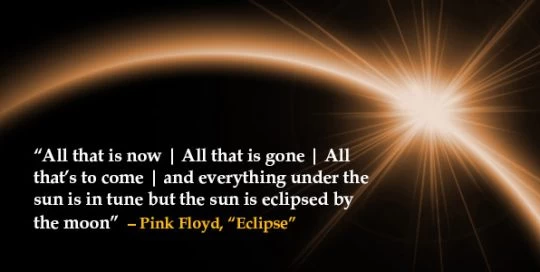 “All that is now | All that is gone | All
that’s to come | and everything under the
sun is in tune but the sun is eclipsed by
the moon” – Pink Floyd, “Eclipse”